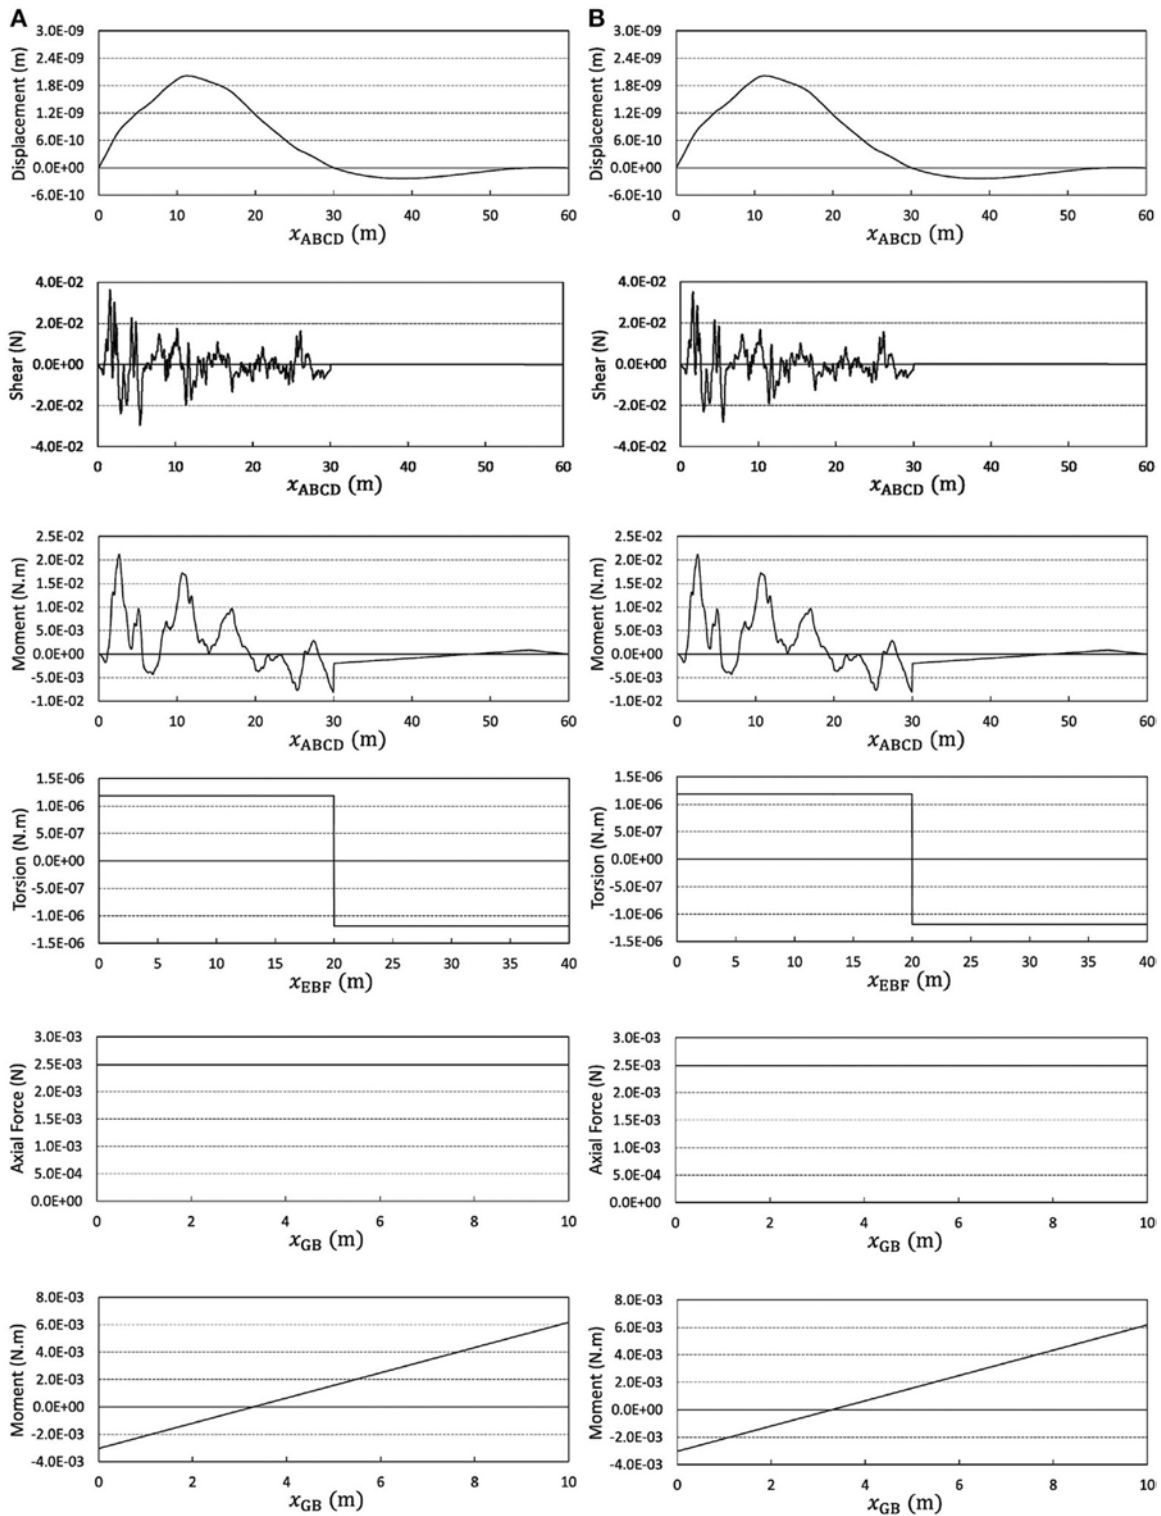 A
Displacement (m)
3.0E-09
2.4E-09
1.8E-09
1.2E-09
6.0E-10
0.0E+00
-6.0E-10
0 10 20 30 40 50 60
xABCD (m)
B
Displacement (m)
3.0E-09
2.4E-09
1.8E-09
1.2E-09
6.0E-10
0.0E+00
-6.0E-10
0 10 20 30 40 50 60
xABCD (m)
Shear (N)
4.0E-02
2.0E-02
0.0E+00
-2.0E-02
-4.0E-02
0 10 20 30 40 50 60
xABCD (m)
Shear (N)
4.0E-02
2.0E-02
0.0E+00
-2.0E-02
-4.0E-02
0 10 20 30 40 50 60
xABCD (m)
Moment (N.m)
2.5E-02
2.0E-02
1.5E-02
1.0E-02
5.0E-03
0.0E+00
-5.0E-03
-1.0E-02
0 10 20 30 40 50 60
xABCD (m)
Moment (N.m)
2.5E-02
2.0E-02
1.5E-02
1.0E-02
5.0E-03
0.0E+00
-5.0E-03
-1.0E-02
0 10 20 30 40 50 60
xABCD (m)
Torsion (N.m)
1.5E-06
1.0E-06
5.0E-07
0.0E+00
-5.0E-07
-1.0E-06
-1.5E-06
0 5 10 15 20 25 30 35 40
xEBF (m)
Torsion (N.m)
1.5E-06
1.0E-06
5.0E-07
0.0E+00
-5.0E-07
-1.0E-06
-1.5E-06
0 5 10 15 20 25 30 35 40
xEBF (m)
Axial Force (N)
3.0E-03
2.5E-03
2.0E-03
1.5E-03
1.0E-03
5.0E-04
0.0E+00
0 2 4 6 8 10
xGB (m)
Axial Force (N)
3.0E-03
2.5E-03
2.0E-03
1.5E-03
1.0E-03
5.0E-04
0.0E+00
0 2 4 6 8 10
xGB (m)
Moment (N.m)
8.0E-03
6.0E-03
4.0E-03
2.0E-03
0.0E+00
-2.0E-03
-4.0E-03
0 2 4 6 8 10
xGB (m)
Moment (N.m)
8.0E-03
6.0E-03
4.0E-03
2.0E-03
0.0E+00
-2.0E-03
-4.0E-03
0 2 4 6 8 10
xGB (m)